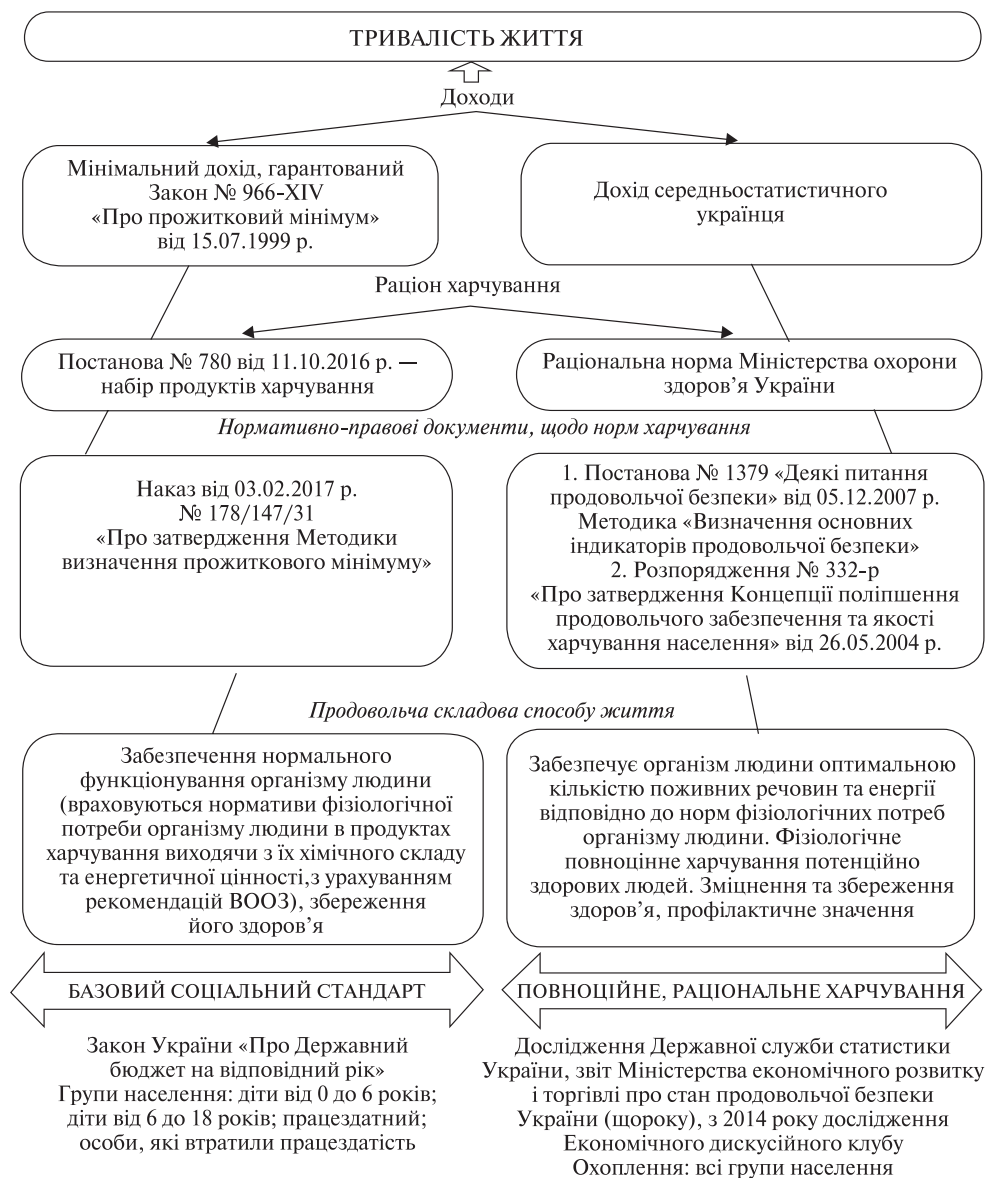 ТРИВАЛІСТЬ ЖИТТЯ
Доходи
Мінімальний дохід, гарантований
Закон № 966-XIV
«Про прожитковий мінімум»
від 15.07.1999 р.
Дохід середньостатистичного
українця
Раціон харчування
Постанова № 780 від 11.10.2016 р. —
набір продуктів харчування
Раціональна норма Міністерства охорони
здоров'я України
Нормативно-правові документи, щодо норм харчування
Наказ від 03.02.2017 р.
№ 178/147/31
«Про затвердження Методики
визначення прожиткового мінімуму»
1. Постанова № 1379 «Деякі питання
продовольчої безпеки» від 05.12.2007 р.
Методика «Визначення основних
індикаторів продовольчої безпеки»
2. Розпорядження № 332-р
«Про затвердження Концепції поліпшення
продовольчого забезпечення та якості
харчування населення» від 26.05.2004 р.
Продовольча складова способу життя
Забезпечення нормального
функціонування організму людини
(враховуються нормативи фізіологічної
потреби організму людини в продуктах
харчування виходячи з їх хімічного складу
та енергетичної цінності,з урахуванням
рекомендацій ВООЗ), збереження
його здоров'я
Забезпечує організм людини оптимальною
кількістю поживних речовин та енергії
відповідно до норм фізіологічних потреб
організму людини. Фізіологічне
повноцінне харчування потенційно
здорових людей. Зміцнення та збереження
здоров'я, профілактичне значення
БАЗОВИЙ СОЦІАЛЬНИЙ СТАНДАРТ
ПОВНОЦІЙНЕ, РАЦІОНАЛЬНЕ ХАРЧУВАННЯ
Закон України «Про Державний
бюджет на відповідний рік»
Групи населення: діти від 0 до 6 років;
діти від 6 до 18 років; працездатний;
особи, які втратили працездатість
Дослідження Державної служби статистики
України, звіт Міністерства економічного розвитку
і торгівлі про стан продовольчої безпеки
України (щороку), з 2014 року дослідження
Економічного дискусійного клубу
Охоплення: всі групи населення